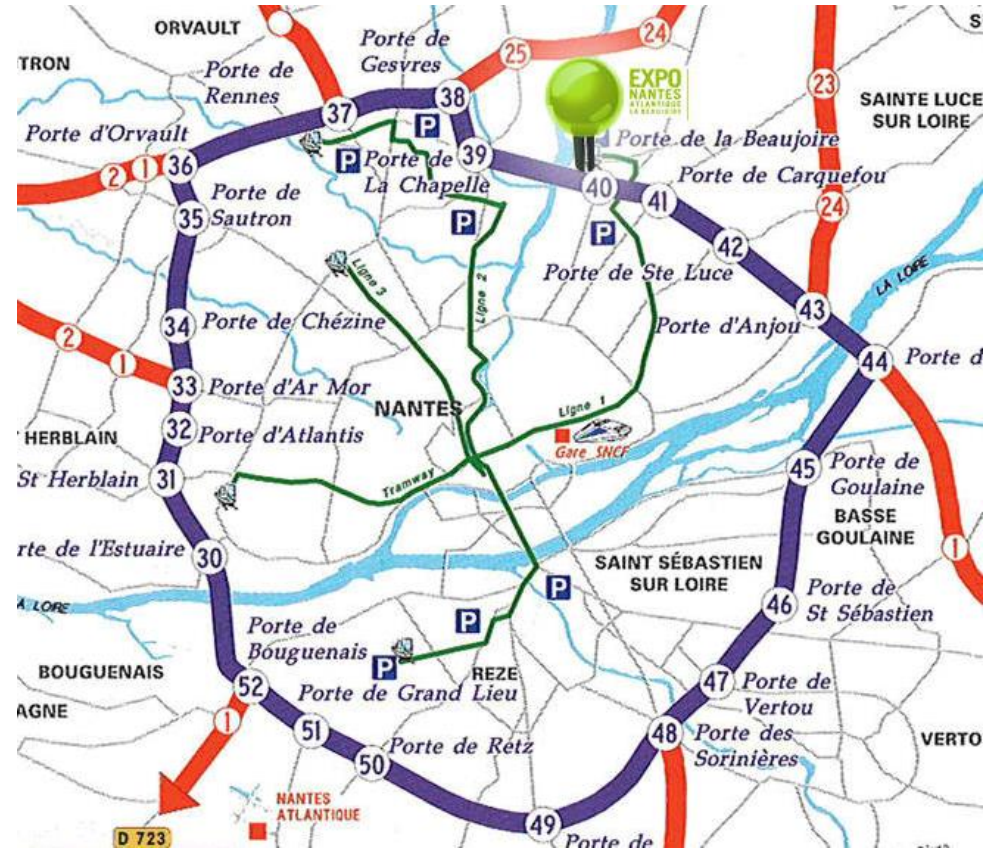 ORVAULT
Porte de
Gesvres
25
24
S
TRON
Porte de
Rennes
37
38
EXPO
NANTES
ATLANTIQUE
LA BEAUJOIRE
23
SAINTE LUCE
SUR LOIRE
Porte d'Orvault
P
Porte de la Beaujoire
2
1
36
P
Porte de
La Chapelle
39
40
41
Porte de Carquefou
24
35
Porte de
Sautron
P
P
42
Ligne 3
Ligne 2
Porte de Ste Luce
LA LOIRE
34
Porte de Chézine
Porte d'Anjou
43
2
1
33
Porte d'Ar Mor
44
Porte d
NANTES
Ligne 1
HERBLAIN
32
Porte d'Atlantis
Gare SNCF
St Herblain
31
Tramway
45
Porte de
Goulaine
BASSE
GOULAINE
rte de l'Estuaire
30
SAINT SÉBASTIEN
SUR LOIRE
1
A LOIRE
P
46
Porte de
St Sébastien
Porte de
Bouguenais
P
BOUGUENAIS
P
REZE
52
Porte de Grand Lieu
47
Porte de
Vertou
AGNE
1
51
Porte de Retz
48
Porte des
Sorinières
VERTO
50
NANTES
ATLANTIQUE
49
D 723
Porte de